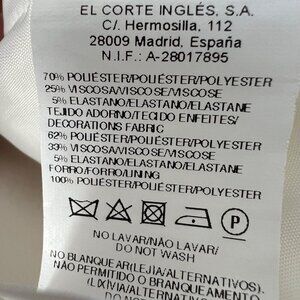 EL CORTE INGLÉS, S.A.
C/. Hermosilla, 112
28009 Madrid, España
N.I.F.: A-28017895
70% POLIÉSTER/POLIÉSTER/POLYESTER
25% VISCOSA/VISCOSE/VISCOSE
5% ELASTANO/ELASTANO/ELASTANE
TEJIDO ADORNO/TECIDO ENFEITES/
DECORATIONS FABRIC
62% POLIÉSTER/POLIÉSTER/POLYESTER
33% VISCOSA/VISCOSE/VISCOSE
5% ELASTANO/ELASTANO/ELASTANE
FORRO/FORRO/LINING
100% POLIÉSTER/POLIÉSTER/POLYESTER
P
NO LAVAR/NÃO LAVAR/
DO NOT WASH
NO BLANQUEAR(LEJIA/ALTERNATIVOS).
NÃO PERMITIDO O BRANQUEAMENTO
(LIXIVIA/ALTERNATIVOS).